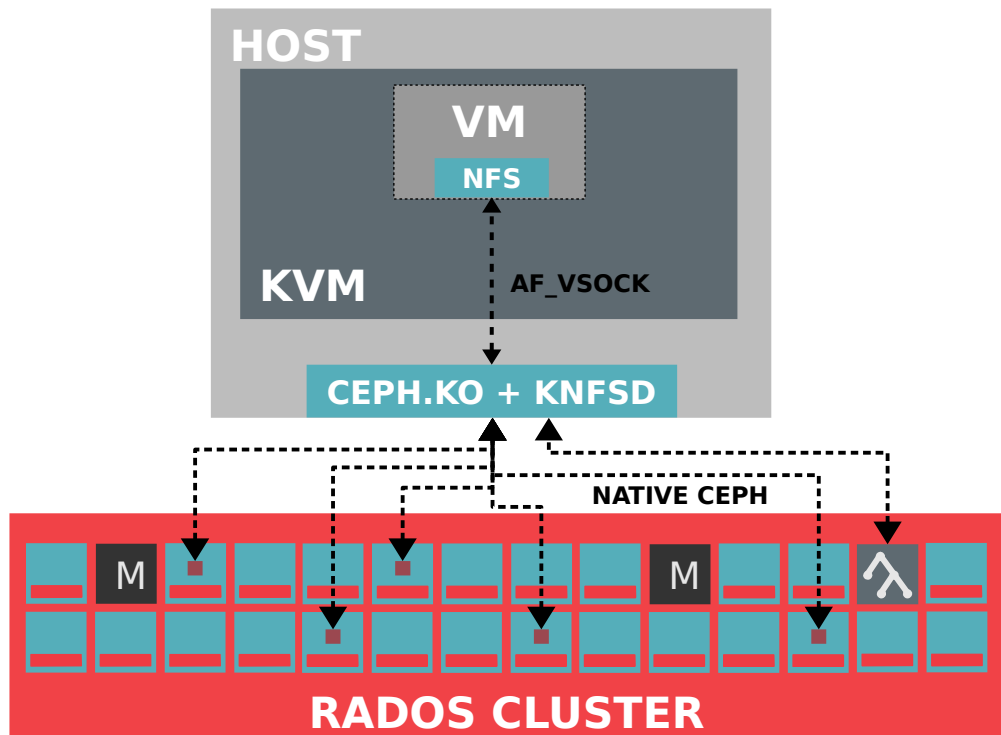 HOST
VM
NFS
KVM
AF_VSOCK
CEPH.KO + KNFSD
NATIVE CEPH
M
M
RADOS CLUSTER